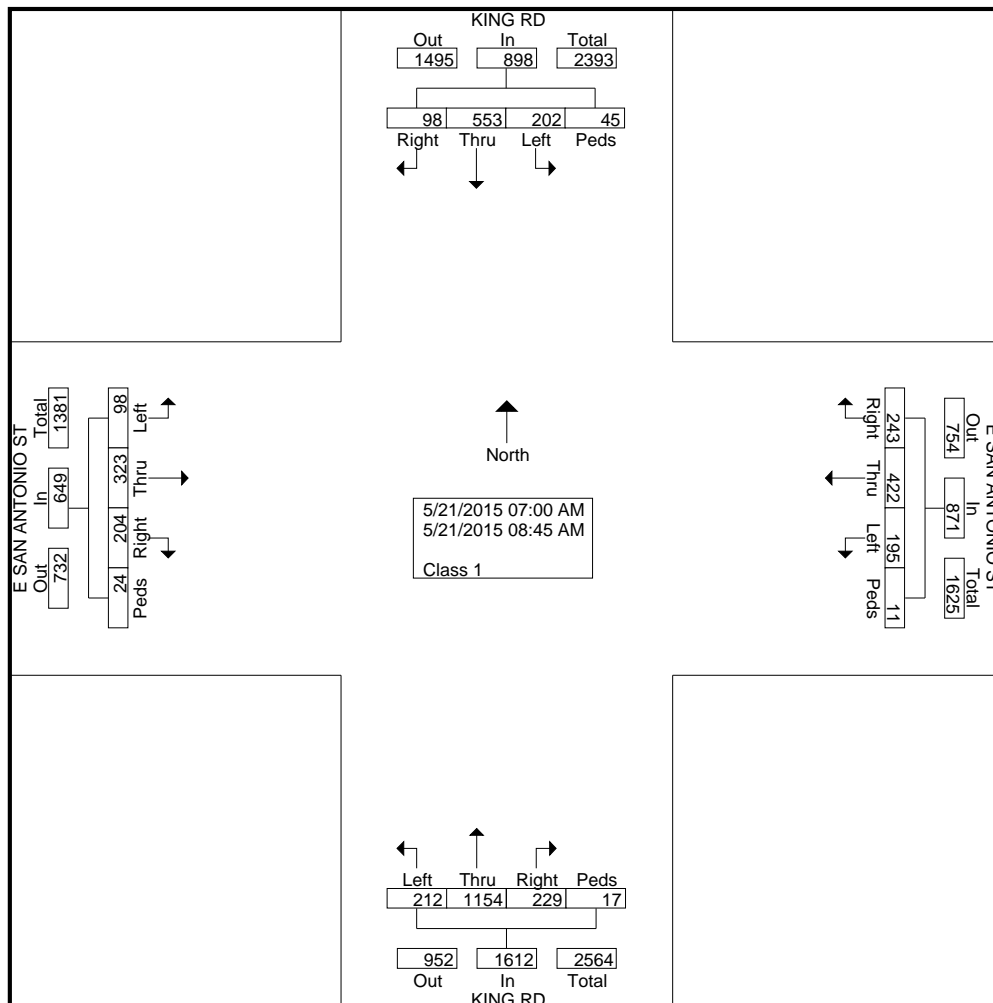 KING RD
Out In Total
1495 898 2393
98 553 202 45
Right Thru Left Peds
E SAN ANTONIO ST
Total In Out
1381 649 732
98 323 204 24
Left Thru Right Peds
North
5/21/2015 07:00 AM
5/21/2015 08:45 AM
Class 1
Right Thru Left Peds
243 422 195 11
754 871 1625
Out In Total
E SAN ANTONIO ST
Left Thru Right Peds
212 1154 229 17
952 1612 2564
Out In Total
KING RD